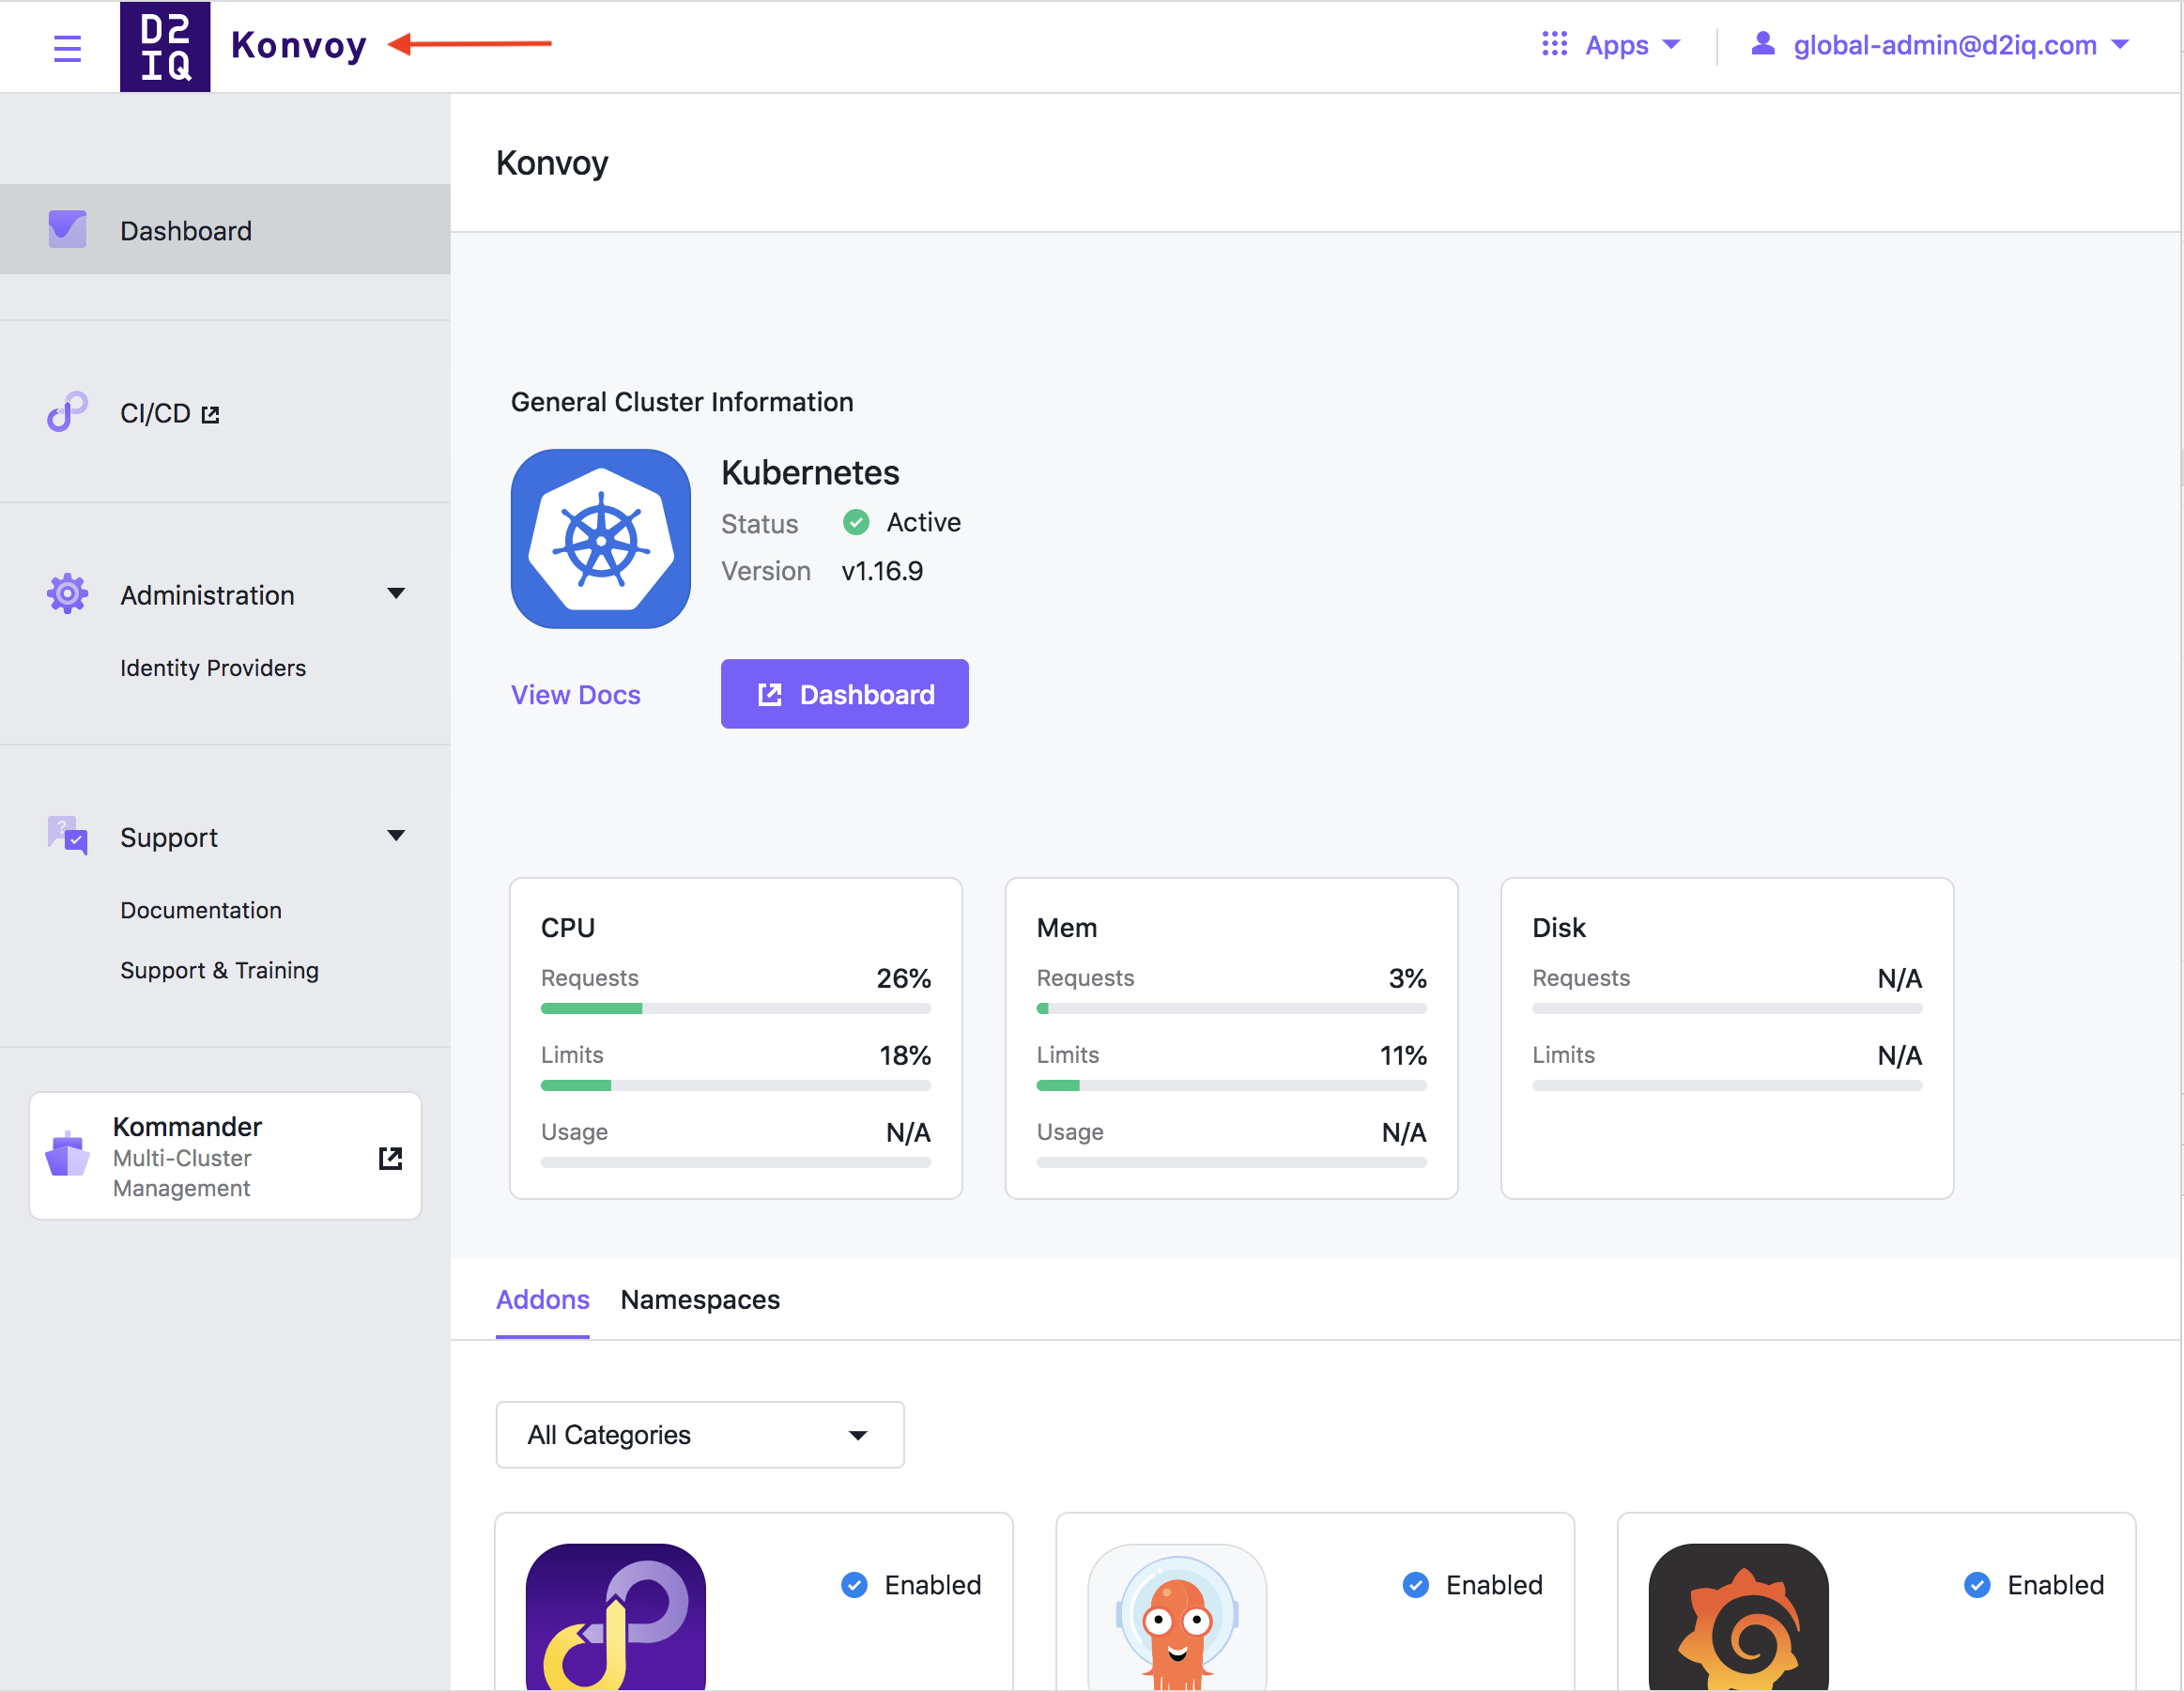 D2
IQ
Konvoy
Apps
global-admin@d2iq.com
Dashboard
CI/CD
Administration
Identity Providers
Support
?
Documentation
Support & Training
Kommander
Multi-Cluster
Management
Konvoy
General Cluster Information
Kubernetes
Status Active
Version v1.16.9
View Docs
Dashboard
CPU
Requests 26%
Limits 18%
Usage N/A
Mem
Requests 3%
Limits 11%
Usage N/A
Disk
Requests N/A
Limits N/A
Addons Namespaces
All Categories
Enabled
Enabled
Enabled